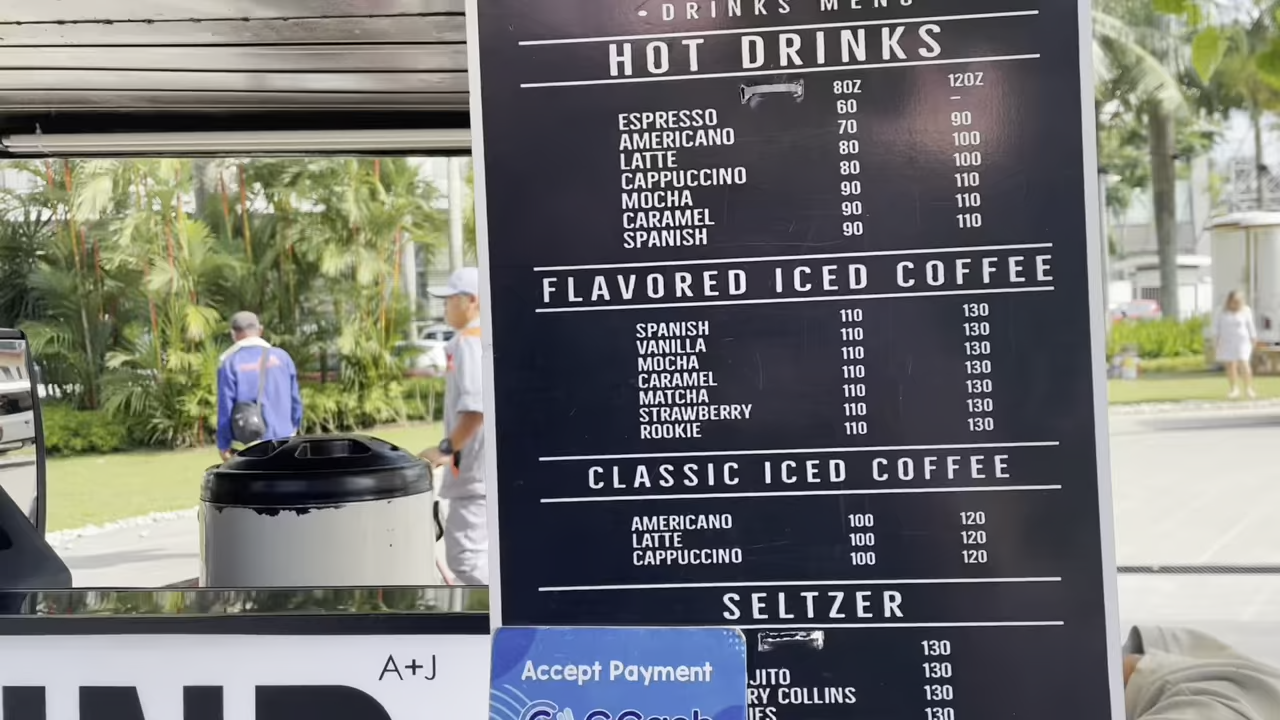 • DRINKS MENU
HOT DRINKS
8OZ 12OZ
ESPRESSO 60 –
AMERICANO 70 90
LATTE 80 100
CAPPUCCINO 80 100
MOCHA 90 110
CARAMEL 90 110
SPANISH 90 110
FLAVORED ICED COFFEE
SPANISH 110 130
VANILLA 110 130
MOCHA 110 130
CARAMEL 110 130
MATCHA 110 130
STRAWBERRY 110 130
ROOKIE 110 130
CLASSIC ICED COFFEE
AMERICANO 100 120
LATTE 100 120
CAPPUCCINO 100 120
SELTZER
130
JITO 130
RY COLLINS 130
IES 130
Accept Payment
GCash
A+J